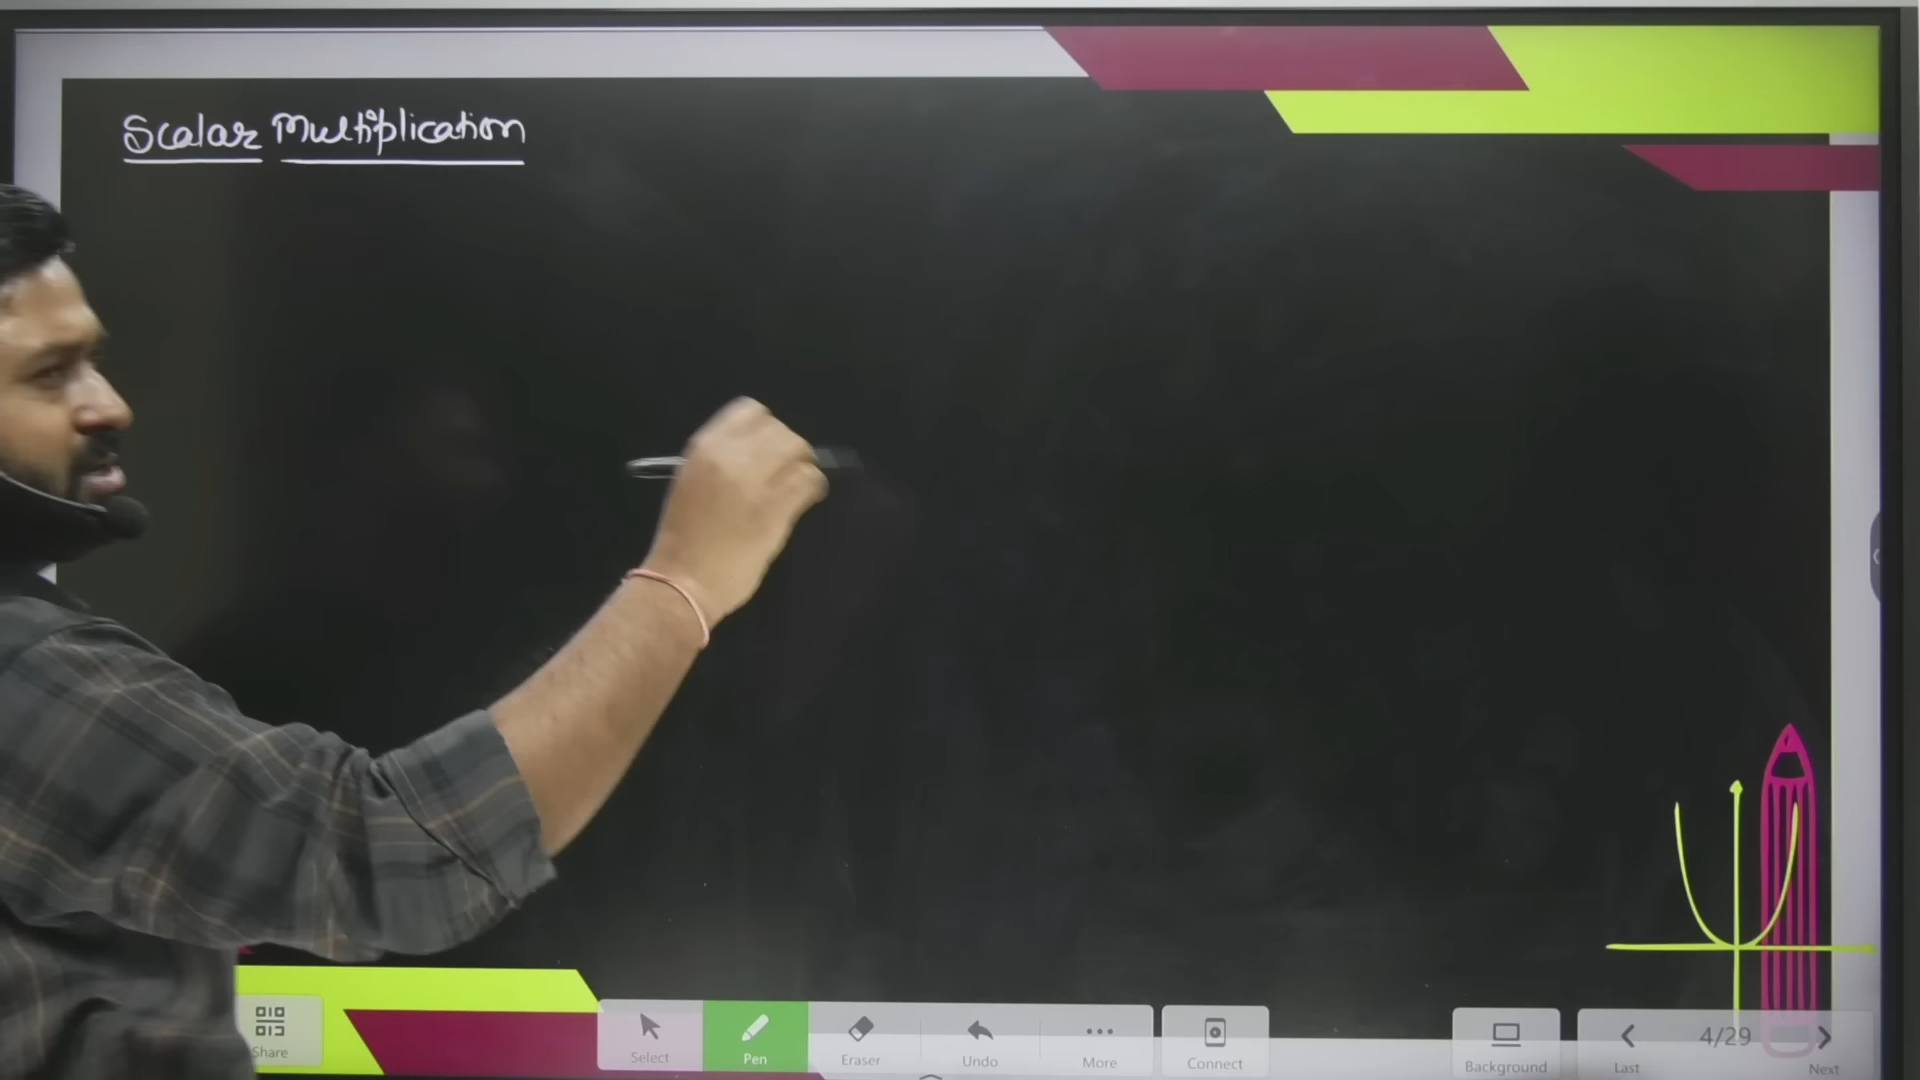 Scalar Multiplication
Share
Select
Pen
Eraser
Undo
More
Connect
Background
Last
4/29
Next